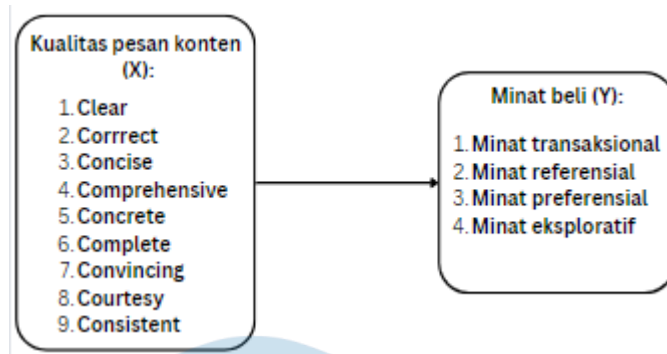 Kualitas pesan konten
(X):
1. Clear
2. Corrrect
3. Concise
4. Comprehensive
5. Concrete
6. Complete
7. Convincing
8. Courtesy
9. Consistent
Minat beli (Y):
1. Minat transaksional
2. Minat referensial
3. Minat preferensial
4. Minat eksploratif